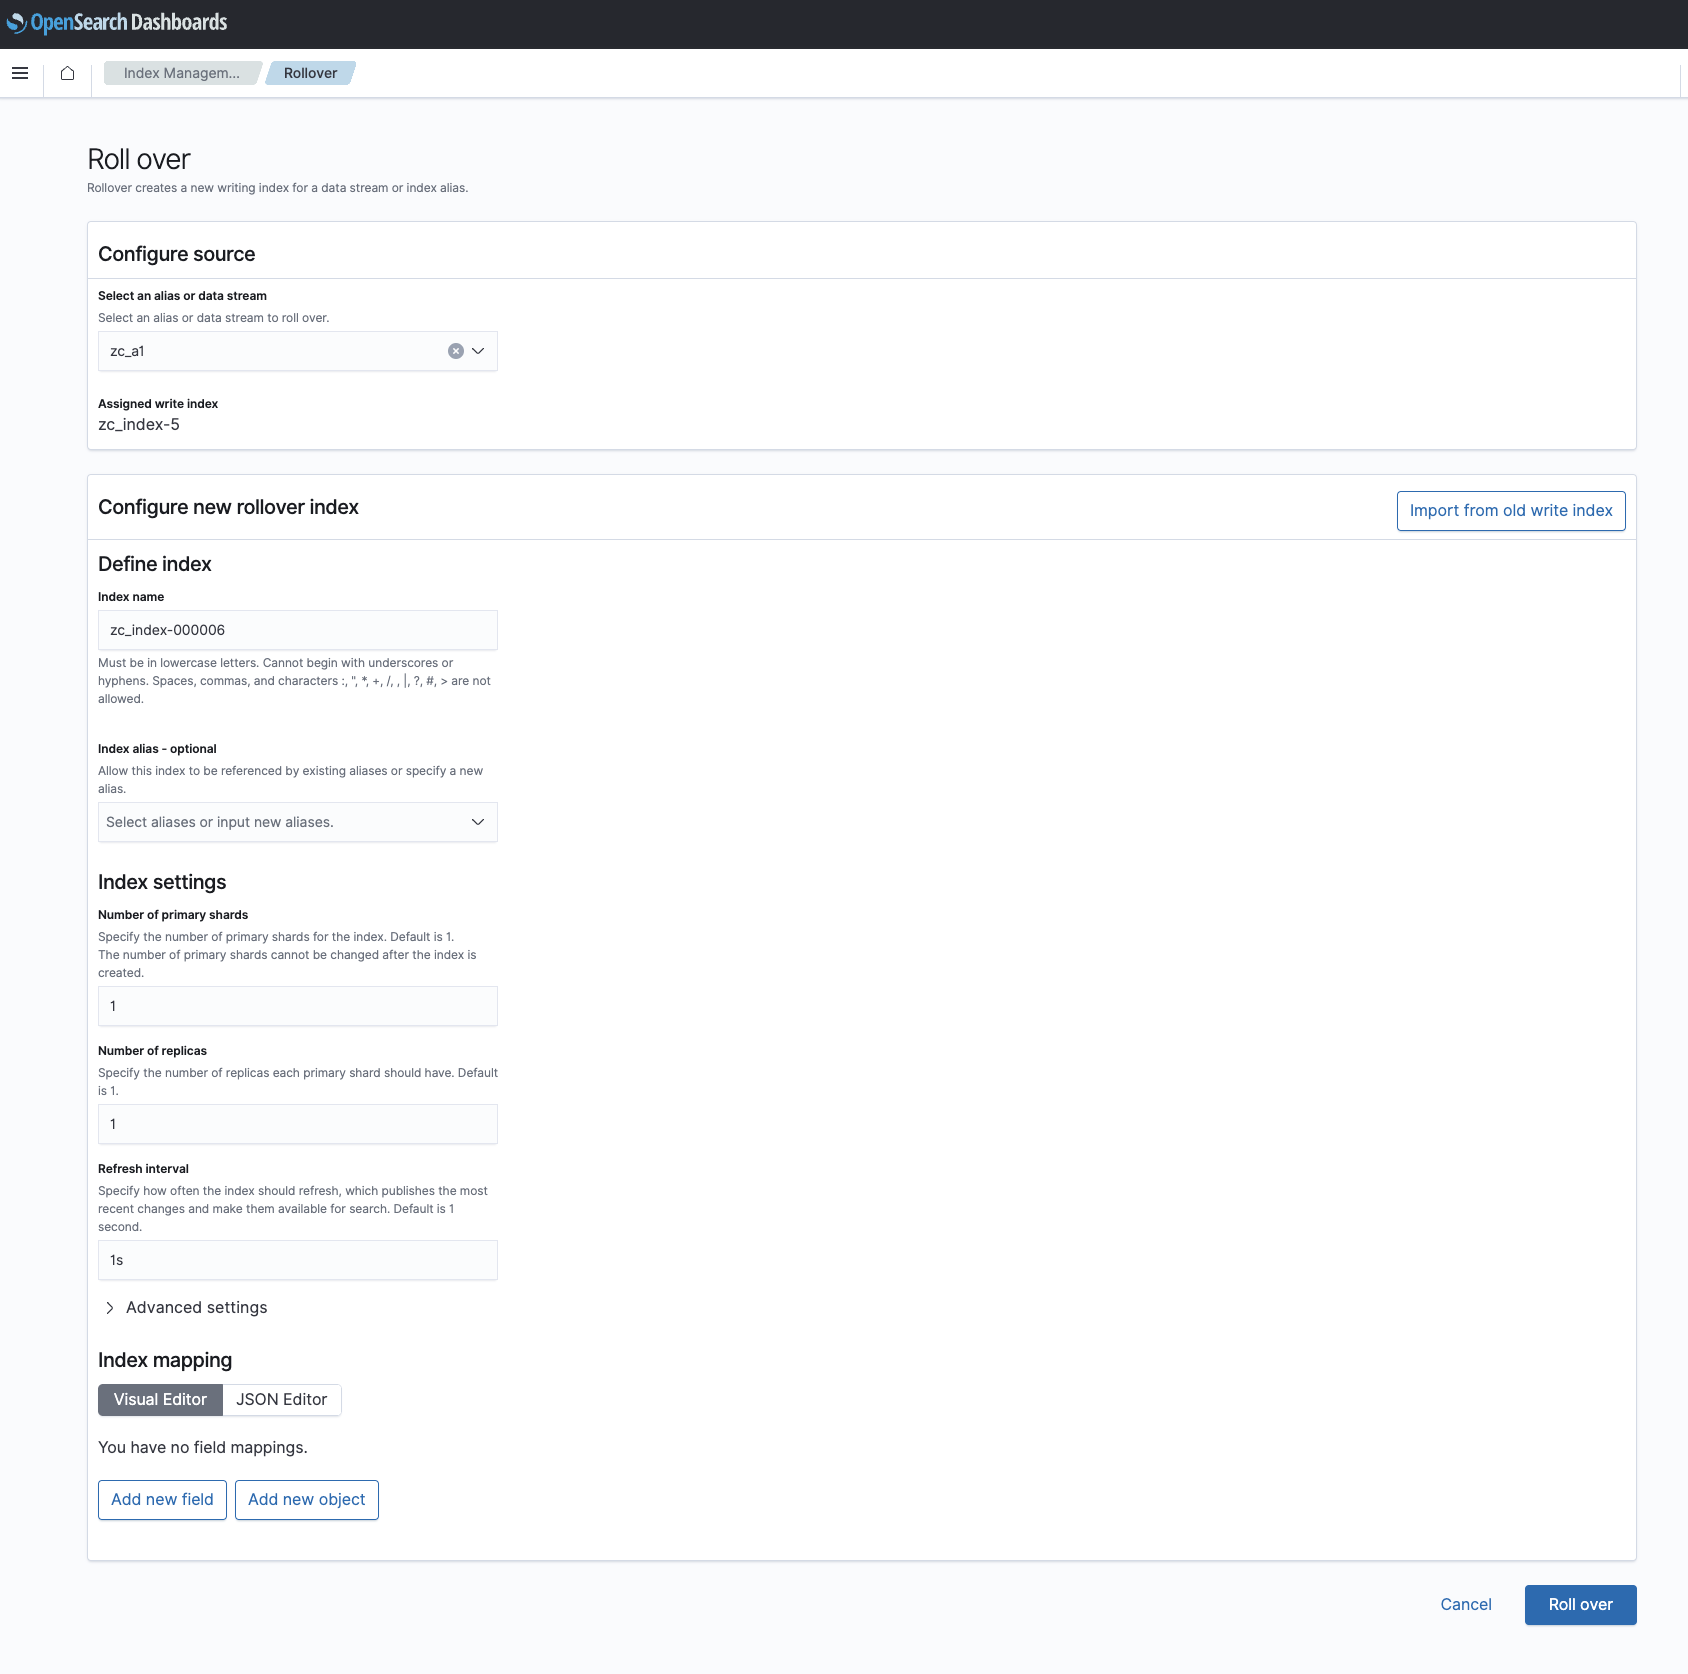 OpenSearch Dashboards
Index Managem...
Rollover
Roll over
Rollover creates a new writing index for a data stream or index alias.
Configure source
Select an alias or data stream
Select an alias or data stream to roll over.
zc_a1
Assigned write index
zc_index-5
Configure new rollover index
Import from old write index
Define index
Index name
zc_index-000006
Must be in lowercase letters. Cannot begin with underscores or
hyphens. Spaces, commas, and characters :, ", *, +, /, , |, ?, #, > are not
allowed.
Index alias - optional
Allow this index to be referenced by existing aliases or specify a new
alias.
Select aliases or input new aliases.
Index settings
Number of primary shards
Specify the number of primary shards for the index. Default is 1.
The number of primary shards cannot be changed after the index is
created.
1
Number of replicas
Specify the number of replicas each primary shard should have. Default
is 1.
1
Refresh interval
Specify how often the index should refresh, which publishes the most
recent changes and make them available for search. Default is 1
second.
1s
Advanced settings
Index mapping
Visual Editor
JSON Editor
You have no field mappings.
Add new field
Add new object
Cancel
Roll over